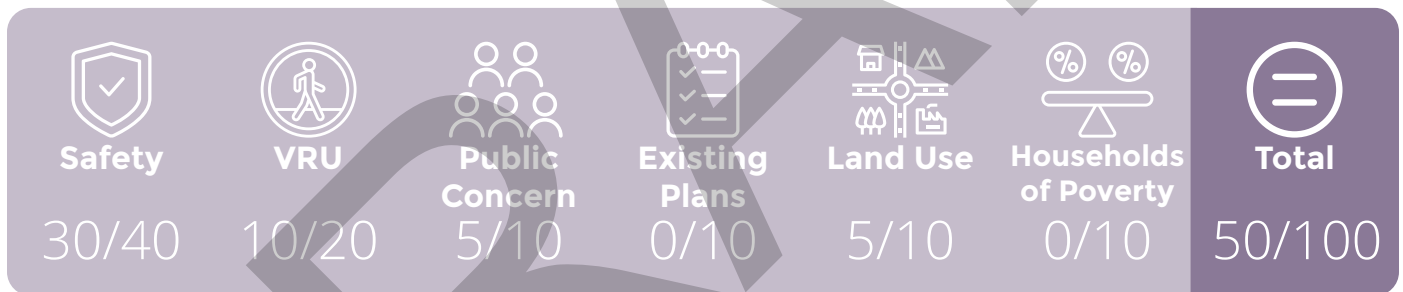 Safety
30/40
VRU
10/20
Public
Concern
5/10
Existing
Plans
0/10
Land Use
5/10
Households
of Poverty
0/10
Total
50/100